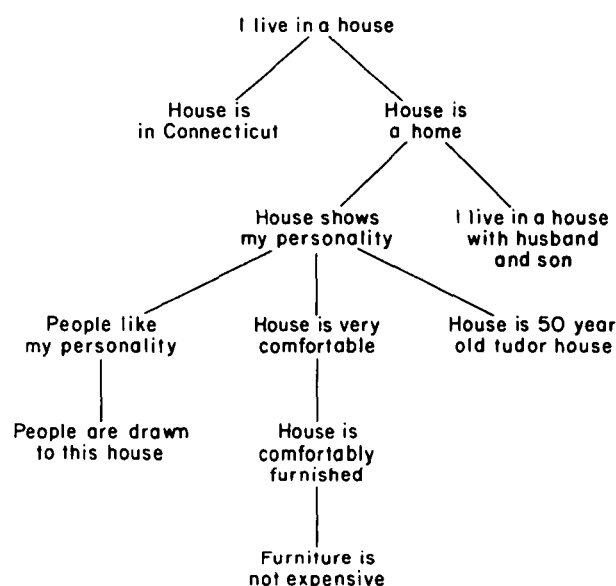 I live in a house
House is
in Connecticut
House is
a home
House shows
my personality
I live in a house
with husband
and son
People like
my personality
House is very
comfortable
House is 50 year
old tudor house
People are drawn
to this house
House is
comfortably
furnished
Furniture is
not expensive